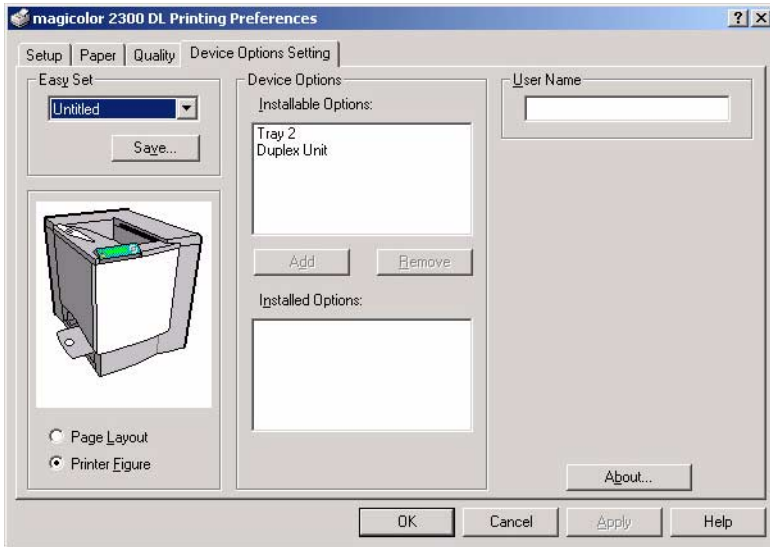 magicolor 2300 DL Printing Preferences
Setup
Paper
Quality
Device Options Setting
Easy Set
Untitled
Save...
Page Layout
Printer Figure
Device Options
Installable Options:
Tray 2
Duplex Unit
Add
Remove
Installed Options:
User Name
About...
OK
Cancel
Apply
Help